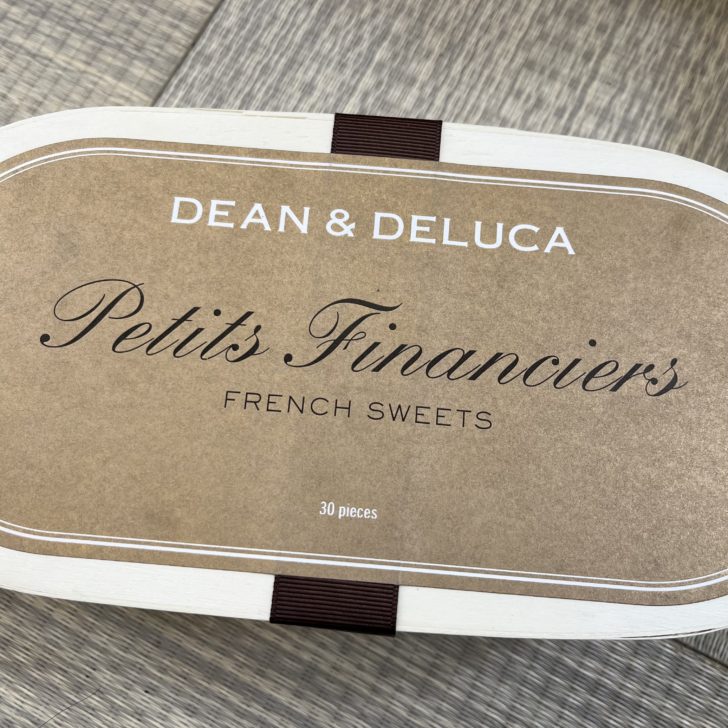 DEAN & DELUCA
Petits Financiers
FRENCH SWEETS
30 pieces